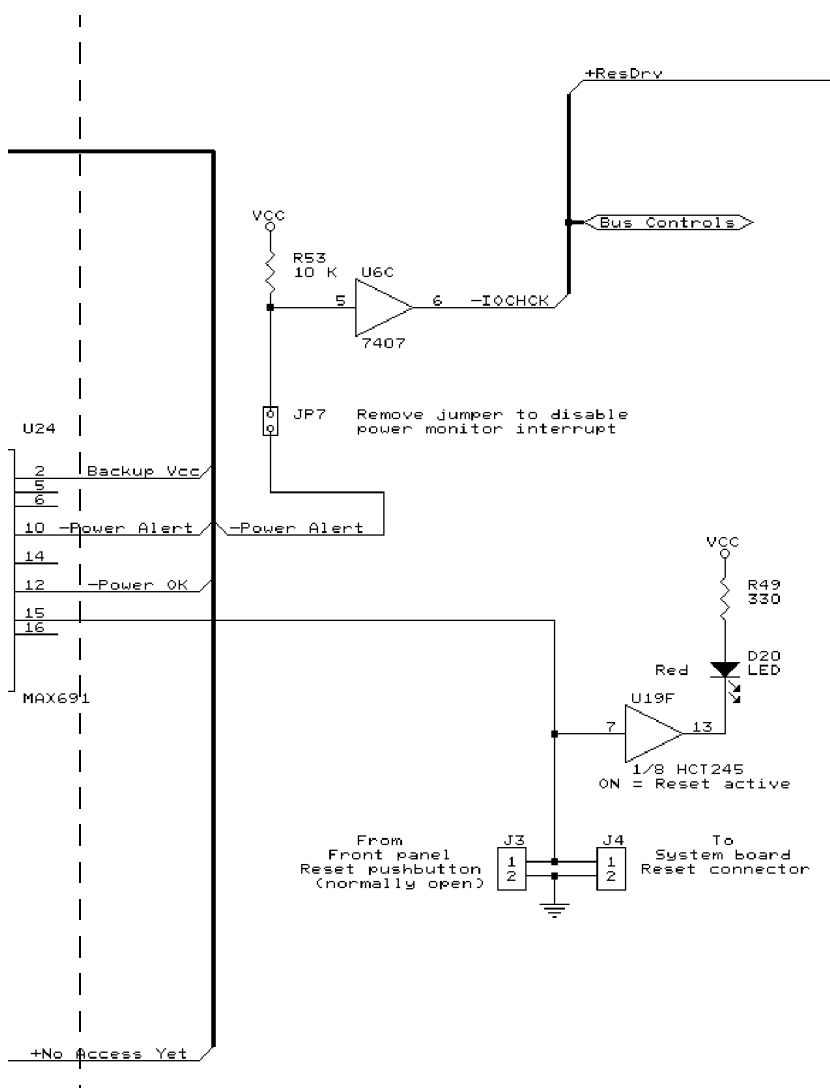 +ResDrv
VCC
Bus Controls
R53
10 K
U6C
5
6
-IOCHCK
7407
JP7
Remove jumper to disable
power monitor interrupt
U24
2
Backup Vcc
5
6
10
-Power Alert
-Power Alert
14
12
-Power OK
15
16
MAX691
VCC
R49
330
D20
LED
Red
U19F
7
13
1/8 HCT245
ON = Reset active
From
Front panel
Reset pushbutton
(normally open)
J3
1
2
J4
1
2
To
System board
Reset connector
+No Access Yet